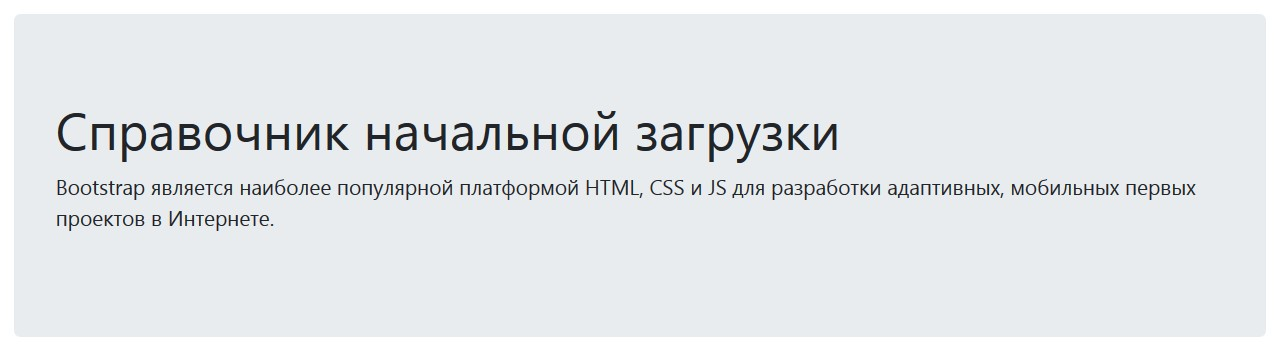 Справочник начальной загрузки
Bootstrap является наиболее популярной платформой HTML, CSS и JS для разработки адаптивных, мобильных первых
проектов в Интернете.